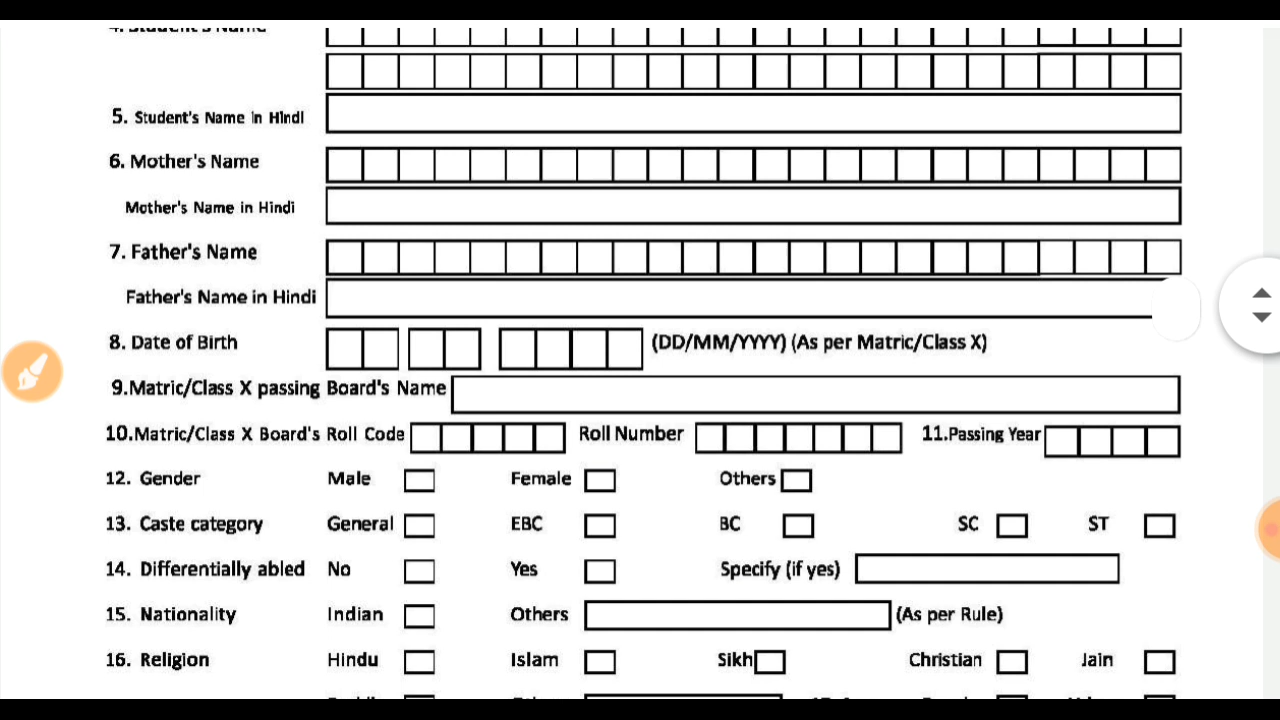 4. Student's Name
5. Student's Name in Hindi
6. Mother's Name
Mother's Name in Hindi
7. Father's Name
Father's Name in Hindi
8. Date of Birth (DD/MM/YYYY) (As per Matric/Class X)
9.Matric/Class X passing Board's Name
10.Matric/Class X Board's Roll Code Roll Number 11.Passing Year
12. Gender Male Female Others
13. Caste category General EBC BC SC ST
14. Differentially abled No Yes Specify (if yes)
15. Nationality Indian Others (As per Rule)
16. Religion Hindu Islam Sikh Christian Jain